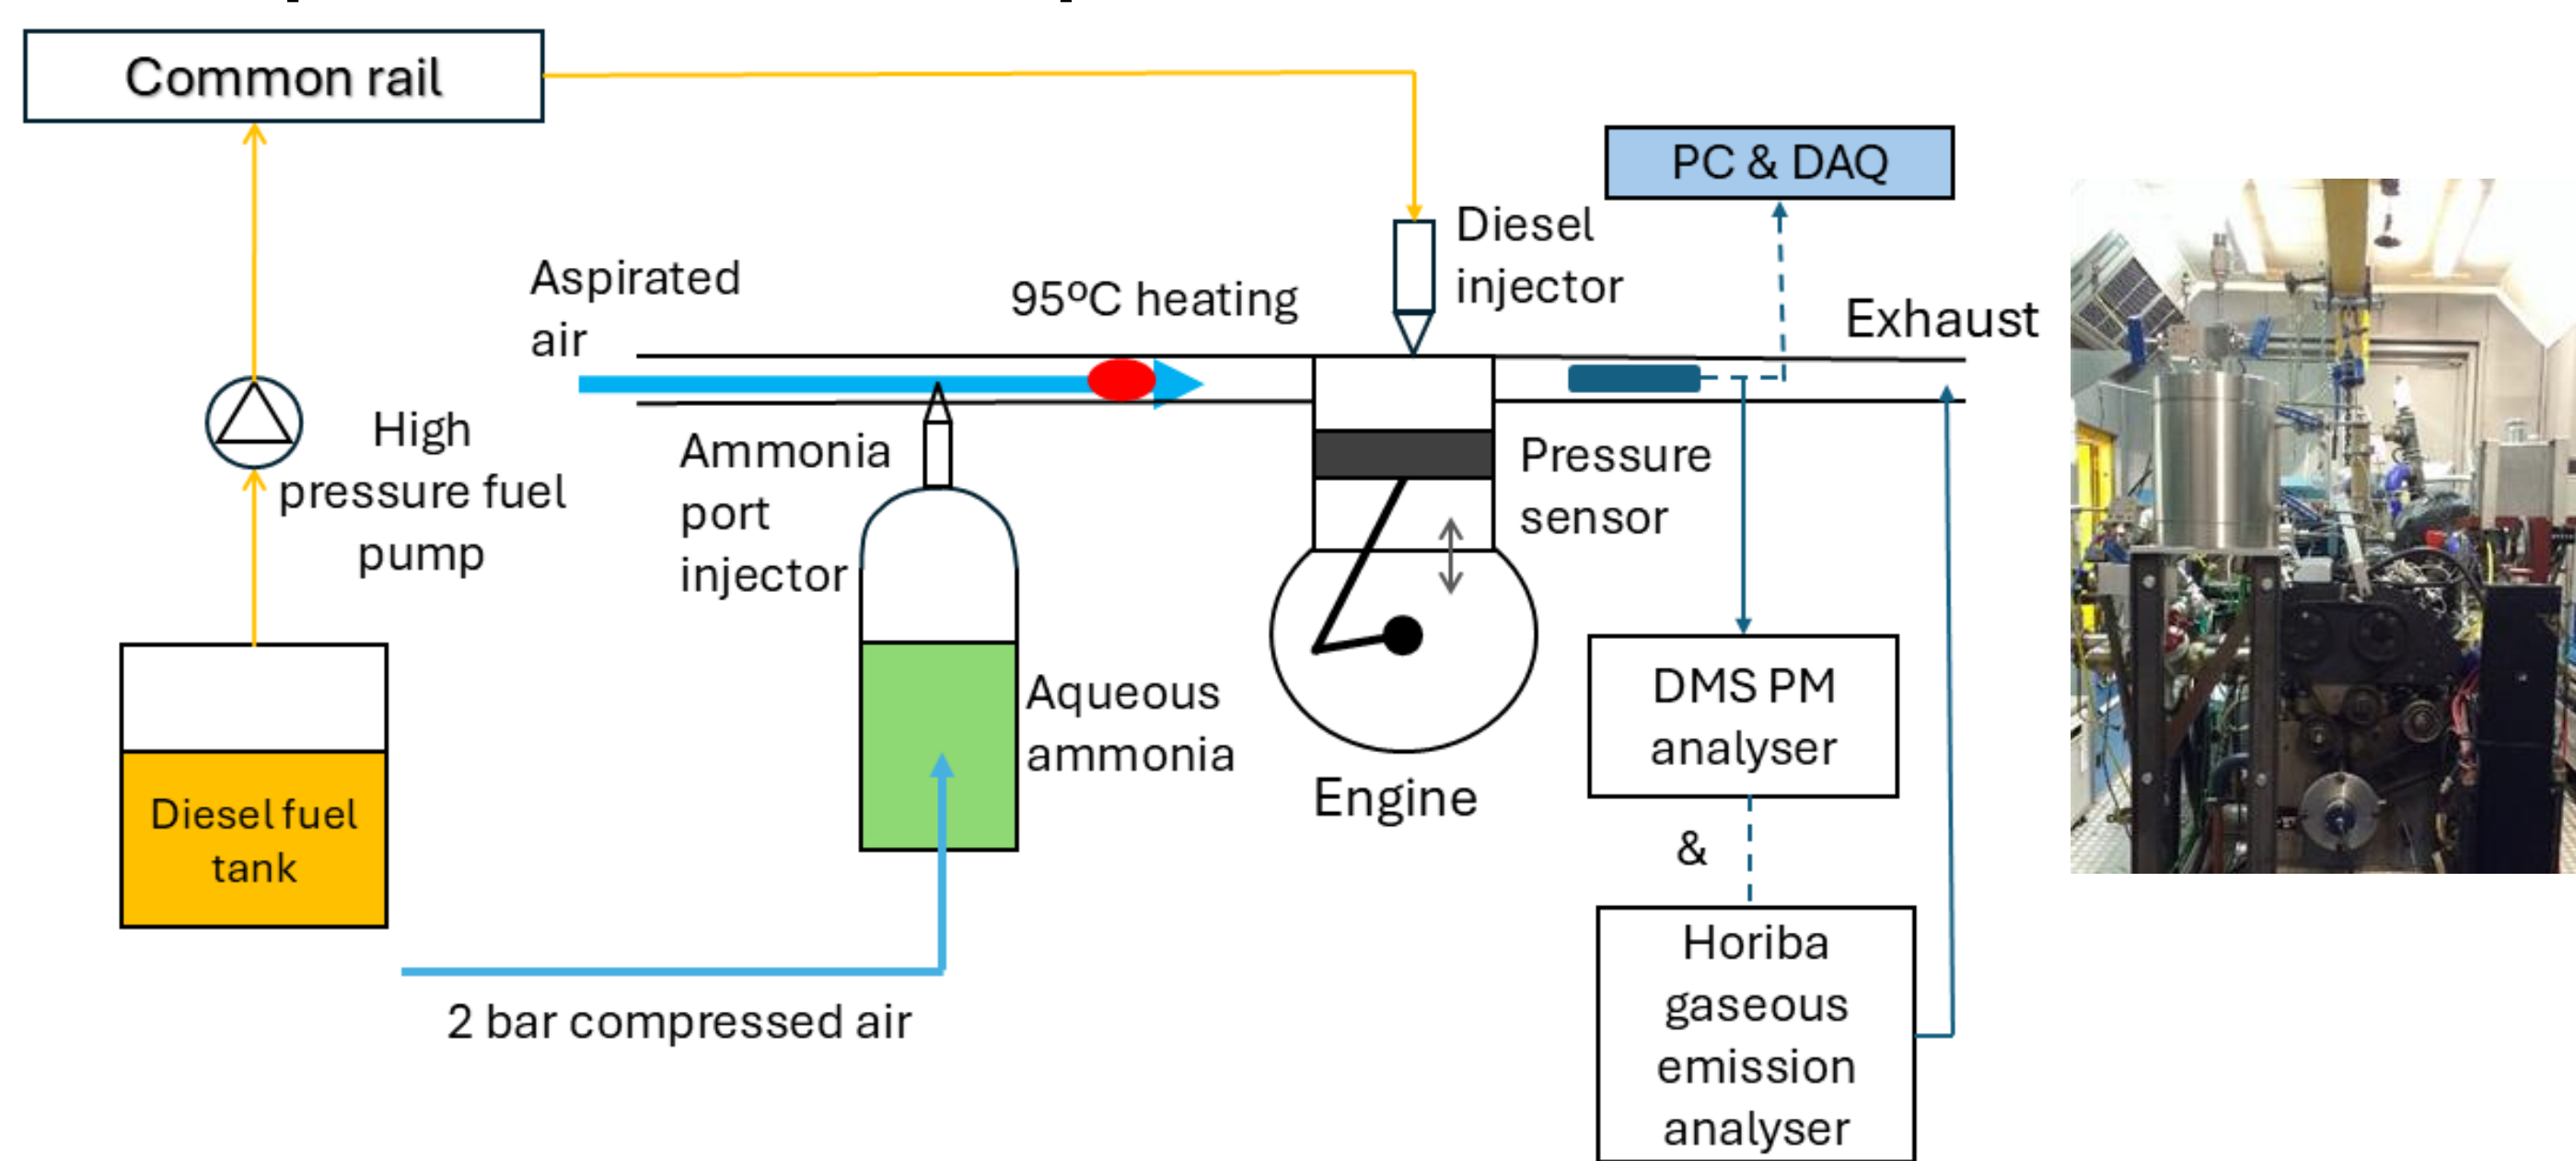 Common rail
PC & DAQ
Diesel
injector
Aspirated
air
95ºC heating
Exhaust
High
pressure fuel
pump
Ammonia
port
injector
Pressure
sensor
Aqueous
ammonia
DMS PM
analyser
Engine
Diesel fuel
tank
&
Horiba
gaseous
emission
analyser
2 bar compressed air